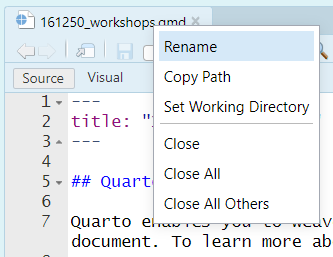 161250_workshops.qmd
Rename
Copy Path
Set Working Directory
Close
Close All
Close All Others
Source
Visual
1 ---
2 title: "
3 ---
4
5 ## Quarto
6
7 Quarto enables you to weav
document. To learn more ab